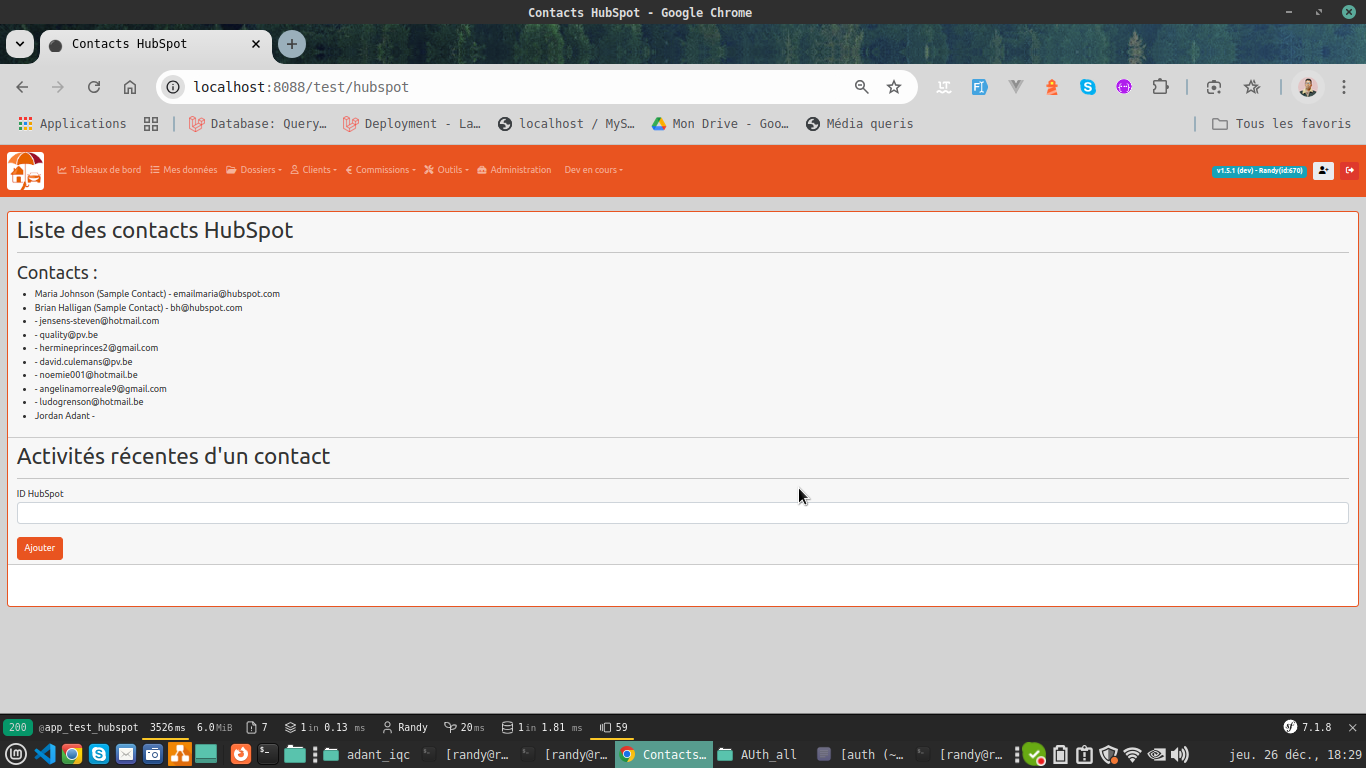 Contacts HubSpot - Google Chrome
Contacts HubSpot
localhost:8088/test/hubspot
Applications
Database: Query...
Deployment - La...
localhost / MyS...
Mon Drive - Goo...
Média queris
Tous les favoris
Tableaux de bord
Mes données
Dossiers
Clients
Commissions
Outils
Administration
Dev en cours
v1.5.1 (dev) - Randy(id:670)
Liste des contacts HubSpot
Contacts :
Maria Johnson (Sample Contact) - emailmaria@hubspot.com
Brian Halligan (Sample Contact) - bh@hubspot.com
- jensens-steven@hotmail.com
- quality@pv.be
- hermineprinces2@gmail.com
- david.culemans@pv.be
- noemie001@hotmail.be
- angelinamorreale9@gmail.com
- ludogrenson@hotmail.be
Jordan Adant -
Activités récentes d'un contact
ID HubSpot
Ajouter
200 @app_test_hubspot 3526 ms 6.0 MiB 7 1 in 0.13 ms Randy 20 ms 1 in 1.81 ms 59 7.1.8
adant_iqc
[randy@r...
[randy@r...
Contacts...
AUth_all
[auth (~...
[randy@r...
jeu. 26 déc., 18:29